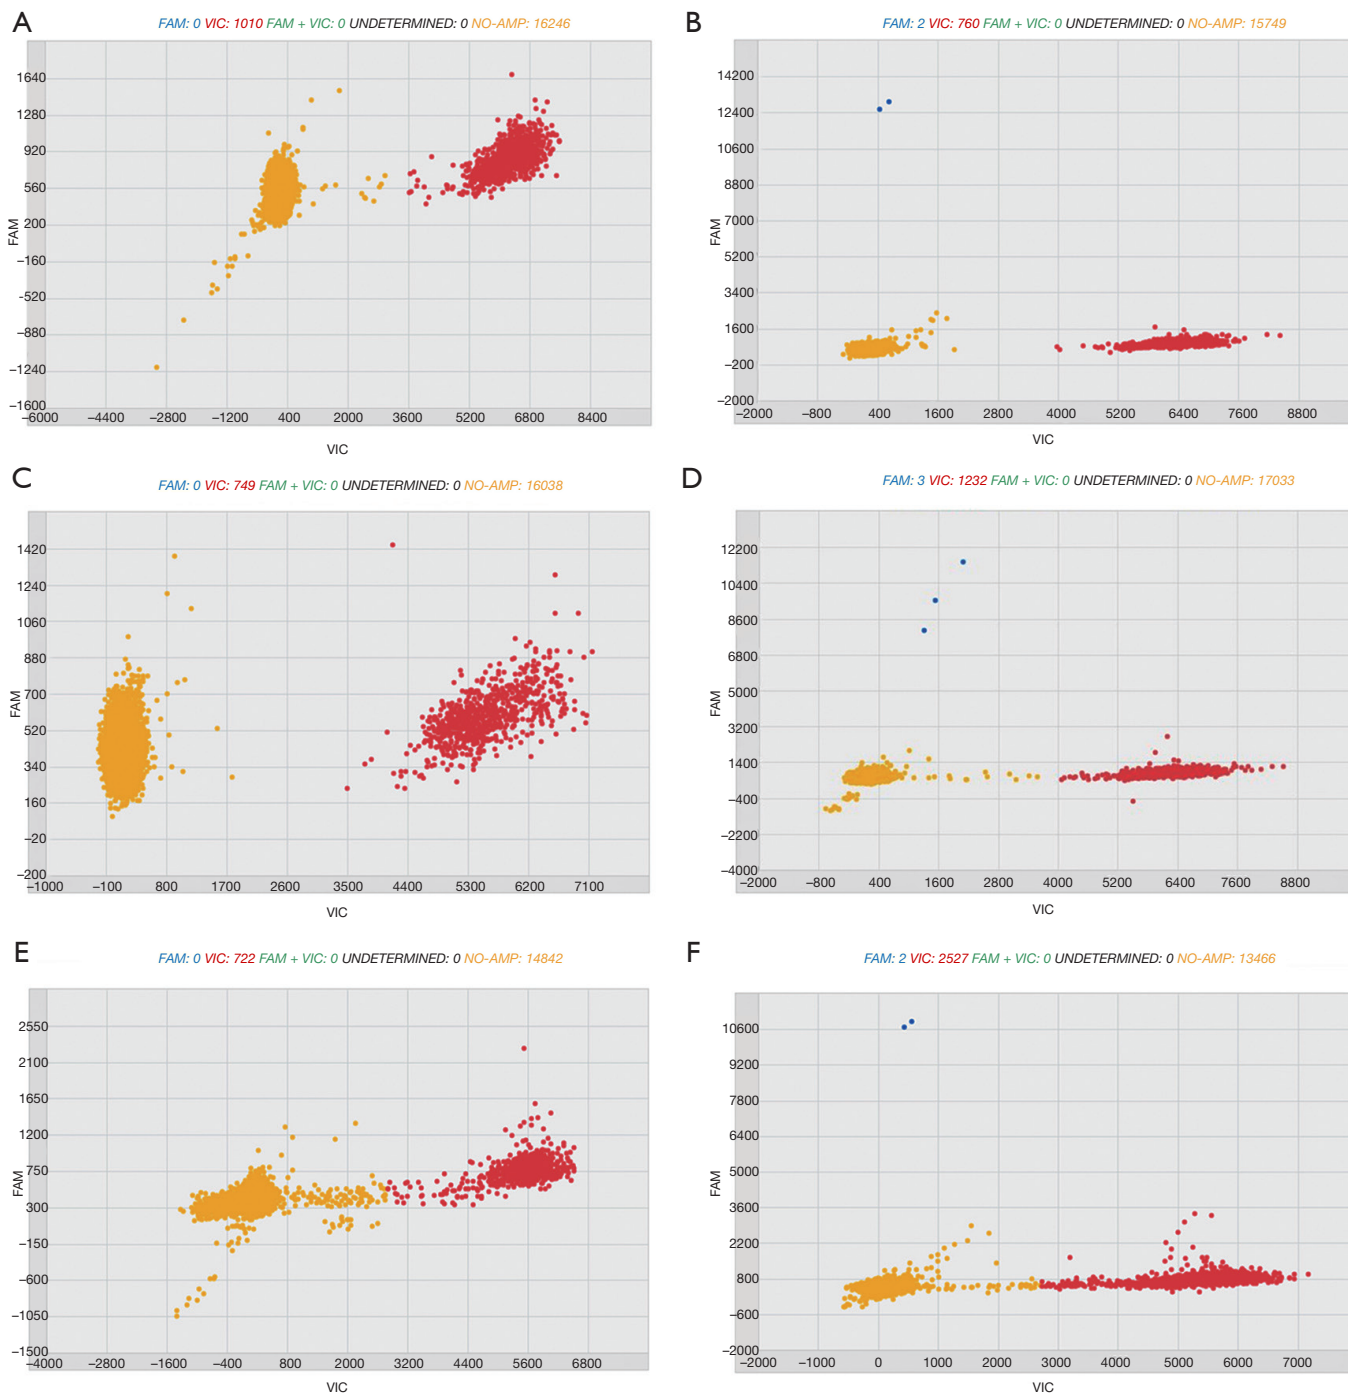 A
FAM: 0 VIC: 1010 FAM + VIC: 0 UNDETERMINED: 0 NO-AMP: 16246
1640
1280
920
560
200
−160
−520
−880
−1240
−1600
FAM
−6000 −4400 −2800 −1200 400 2000 3600 5200 6800 8400
VIC
B
FAM: 2 VIC: 760 FAM + VIC: 0 UNDETERMINED: 0 NO-AMP: 15749
14200
12400
10600
8800
7000
5200
3400
1600
−200
−2000
FAM
−2000 −800 400 1600 2800 4000 5200 6400 7600 8800
VIC
C
FAM: 0 VIC: 749 FAM + VIC: 0 UNDETERMINED: 0 NO-AMP: 16038
1420
1240
1060
880
700
520
340
160
−20
−200
FAM
−1000 −100 800 1700 2600 3500 4400 5300 6200 7100
VIC
D
FAM: 3 VIC: 1232 FAM + VIC: 0 UNDETERMINED: 0 NO-AMP: 17033
12200
10400
8600
6800
5000
3200
1400
−400
−2200
−4000
FAM
−2000 −800 400 1600 2800 4000 5200 6400 7600 8800
VIC
E
FAM: 0 VIC: 722 FAM + VIC: 0 UNDETERMINED: 0 NO-AMP: 14842
2550
2100
1650
1200
750
300
−150
−600
−1050
−1500
FAM
−4000 −2800 −1600 −400 800 2000 3200 4400 5600 6800
VIC
F
FAM: 2 VIC: 2527 FAM + VIC: 0 UNDETERMINED: 0 NO-AMP: 13466
10600
9200
7800
6400
5000
3600
2200
800
−600
−2000
FAM
−2000 −1000 0 1000 2000 3000 4000 5000 6000 7000
VIC